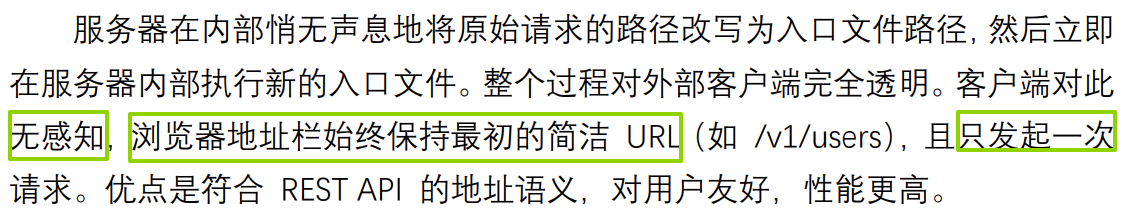 服务器在内部悄无声息地将原始请求的路径改写为入口文件路径, 然后立即
在服务器内部执行新的入口文件。整个过程对外部客户端完全透明。客户端对此
无感知, 浏览器地址栏始终保持最初的简洁 URL (如 /v1/users), 且只发起一次
请求。优点是符合 REST API 的地址语义, 对用户友好, 性能更高。